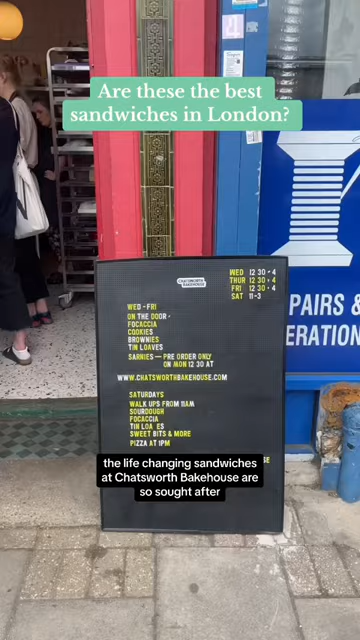 Are these the best
sandwiches in London?
CHATSWORTH
BAKEHOUSE
WED 12 30 - 4
THUR 12 30 - 4
FRI 12 30 - 4
SAT 11-3
WED - FRI
ON THE DOOR -
FOCACCIA
COOKIES
BROWNIES
TIN LOAVES
SARNIES — PRE ORDER ONLY
ON MON 12 30 AT
WWW.CHATSWORTHBAKEHOUSE.COM
SATURDAYS
WALK UPS FROM 11AM
SOURDOUGH
FOCACCIA
TIN LOA ES
SWEET BITS & MORE
PIZZA AT 1PM
PAIRS &
ERATION
the life changing sandwiches
at Chatsworth Bakehouse are
so sought after